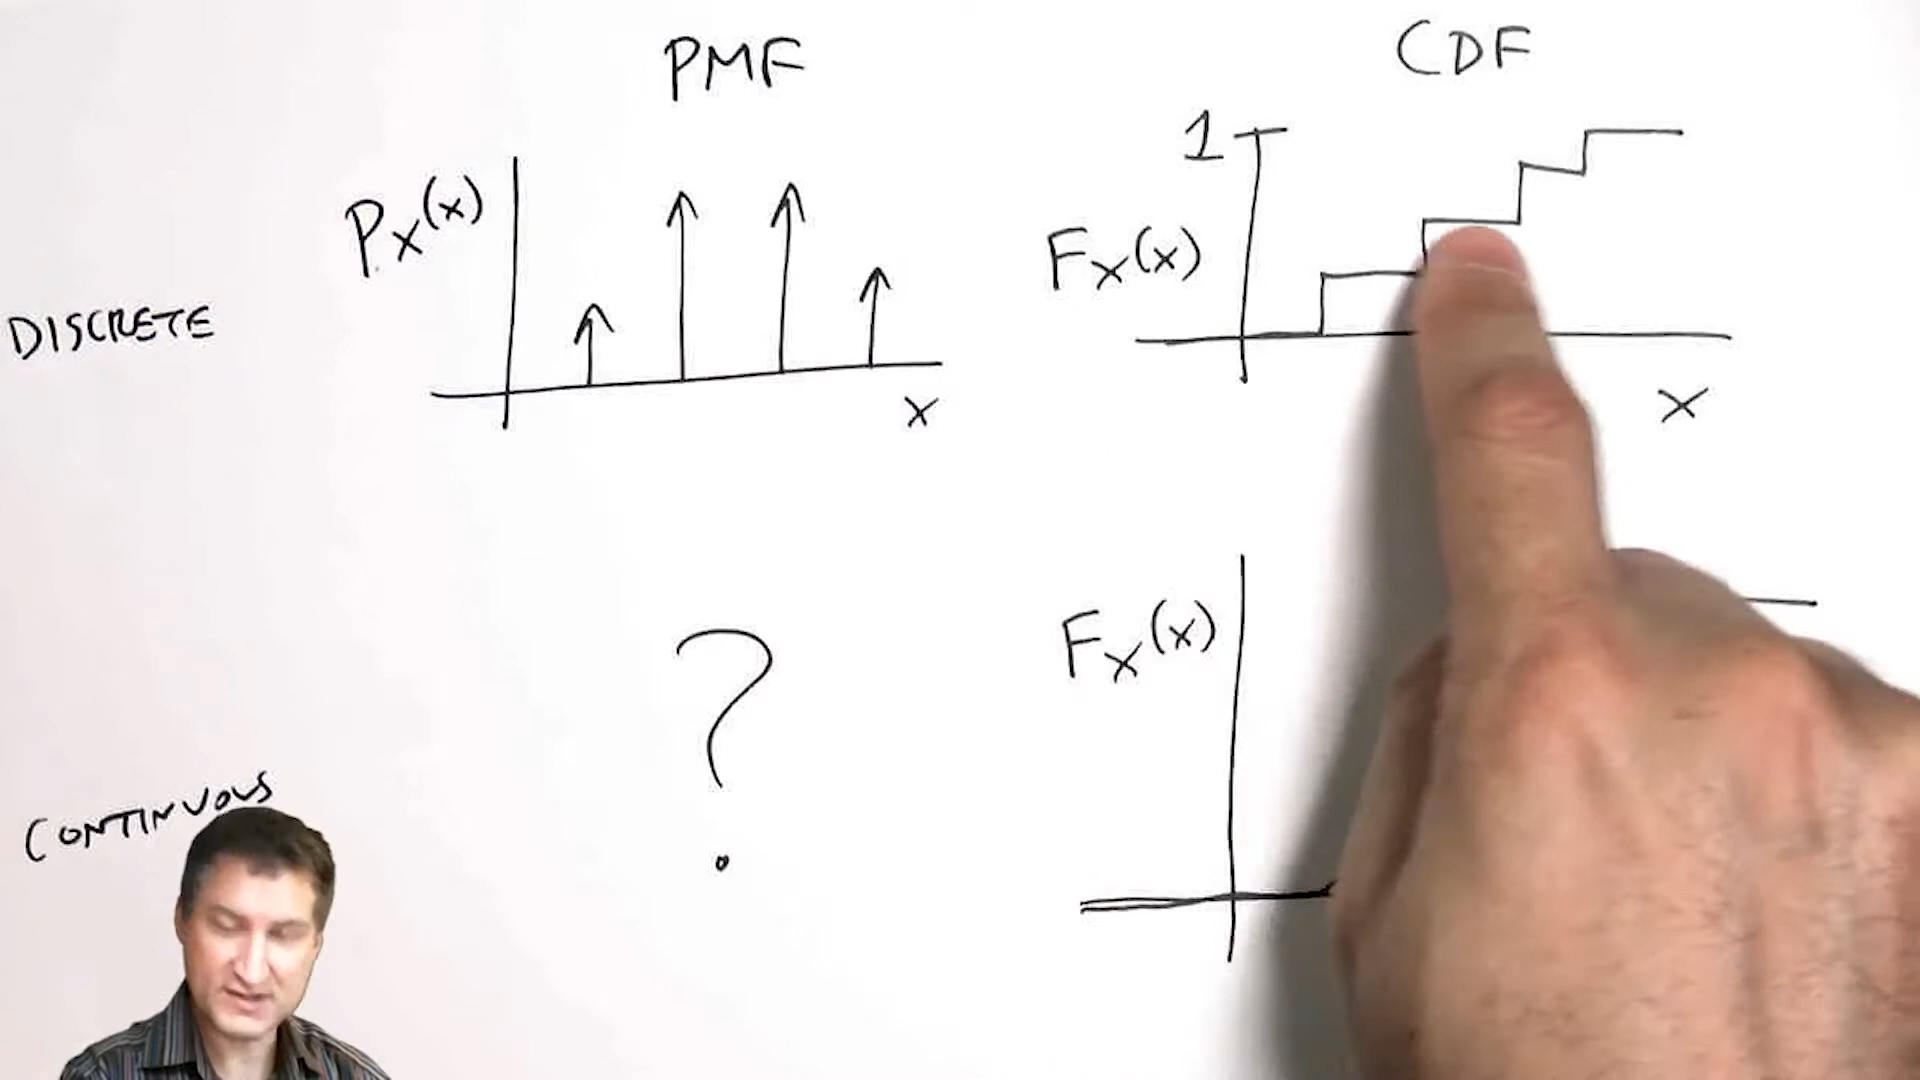 PMF
CDF
1
Px(x)
Fx(x)
DISCRETE
x
x
?
Fx(x)
CONTINUOUS